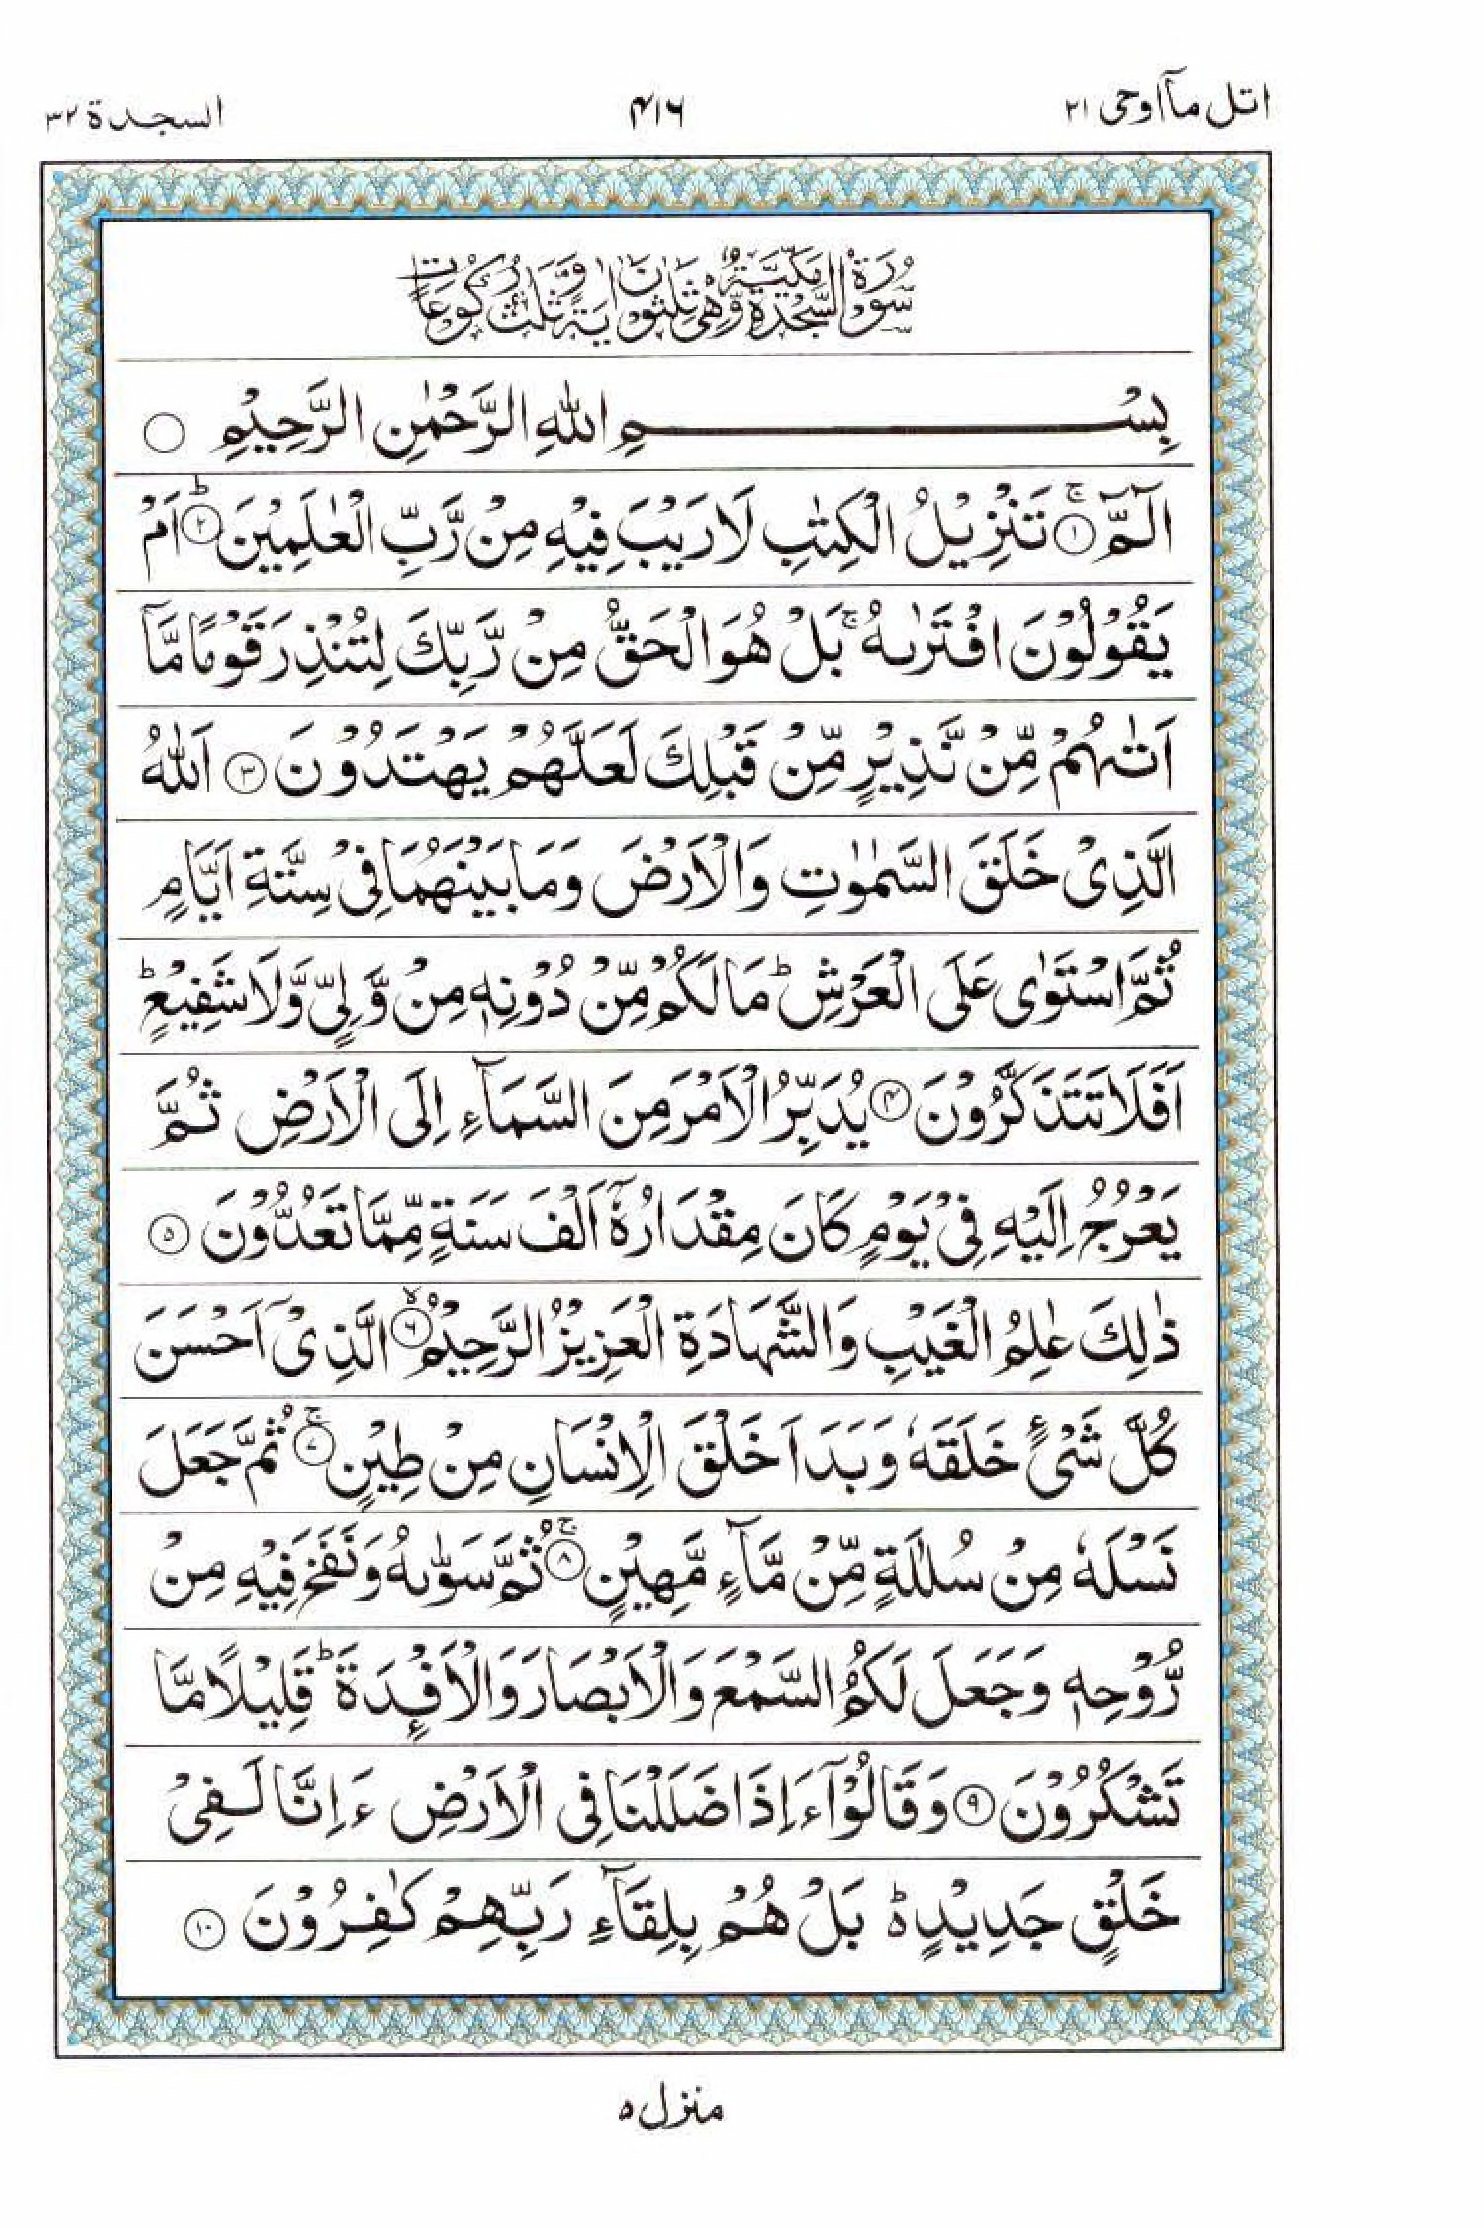 اتل مآ اوحی ۲۱
۴۱۶
السجدة ۳۲
سُوْرَةُ السَّجْدَةِ مَكِّيَّةٌ وَّهِيَ ثَلٰثُوْنَ اٰيَةً وَّثَلٰثُ رُكُوْعَاتٍ
بِسْمِ اللّٰهِ الرَّحْمٰنِ الرَّحِيْمِ ○
الٓمّٓ ۚ﴿۱﴾ تَنْزِيْلُ الْكِتٰبِ لَا رَيْبَ فِيْهِ مِنْ رَّبِّ الْعٰلَمِيْنَ ؕ﴿۲﴾ اَمْ
يَقُوْلُوْنَ افْتَرٰىهُ ۚ بَلْ هُوَ الْحَقُّ مِنْ رَّبِّكَ لِتُنْذِرَ قَوْمًا مَّاۤ
اَتٰىهُمْ مِّنْ نَّذِيْرٍ مِّنْ قَبْلِكَ لَعَلَّهُمْ يَهْتَدُوْنَ ﴿۳﴾ اَللّٰهُ
الَّذِىْ خَلَقَ السَّمٰوٰتِ وَالْاَرْضَ وَمَا بَيْنَهُمَا فِىْ سِتَّةِ اَيَّامٍ
ثُمَّ اسْتَوٰى عَلَى الْعَرْشِ ؕ مَا لَكُمْ مِّنْ دُوْنِهٖ مِنْ وَّلِىٍّ وَّلَا شَفِيْعٍ ؕ
اَفَلَا تَتَذَكَّرُوْنَ ﴿۴﴾ يُدَبِّرُ الْاَمْرَ مِنَ السَّمَآءِ اِلَى الْاَرْضِ ثُمَّ
يَعْرُجُ اِلَيْهِ فِىْ يَوْمٍ كَانَ مِقْدَارُهٗۤ اَلْفَ سَنَةٍ مِّمَّا تَعُدُّوْنَ ﴿۵﴾
ذٰلِكَ عٰلِمُ الْغَيْبِ وَالشَّهَادَةِ الْعَزِيْزُ الرَّحِيْمُ ۙ﴿۶﴾ الَّذِىْۤ اَحْسَنَ
كُلَّ شَىْءٍ خَلَقَهٗ وَبَدَاَ خَلْقَ الْاِنْسَانِ مِنْ طِيْنٍ ۚ﴿۷﴾ ثُمَّ جَعَلَ
نَسْلَهٗ مِنْ سُلٰلَةٍ مِّنْ مَّآءٍ مَّهِيْنٍ ۚ﴿۸﴾ ثُمَّ سَوّٰىهُ وَنَفَخَ فِيْهِ مِنْ
رُّوْحِهٖ وَجَعَلَ لَكُمُ السَّمْعَ وَالْاَبْصَارَ وَالْاَفْـِٕدَةَ ؕ قَلِيْلًا مَّا
تَشْكُرُوْنَ ﴿۹﴾ وَقَالُوْۤا ءَاِذَا ضَلَلْنَا فِى الْاَرْضِ ءَاِنَّا لَفِىْ
خَلْقٍ جَدِيْدٍ ؕ۬ بَلْ هُمْ بِلِقَآءِ رَبِّهِمْ كٰفِرُوْنَ ﴿۱۰﴾
منزل ۵